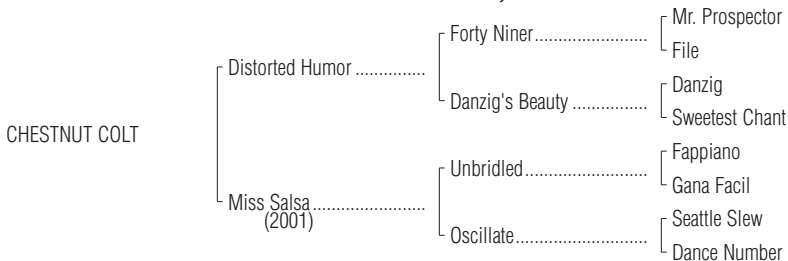 Mr. Prospector
Forty Niner........................
File
Distorted Humor ...............
Danzig
Danzig's Beauty ................
Sweetest Chant
CHESTNUT COLT
Fappiano
Unbridled..........................
Gana Facil
Miss Salsa........................
(2001)
Seattle Slew
Oscillate............................
Dance Number